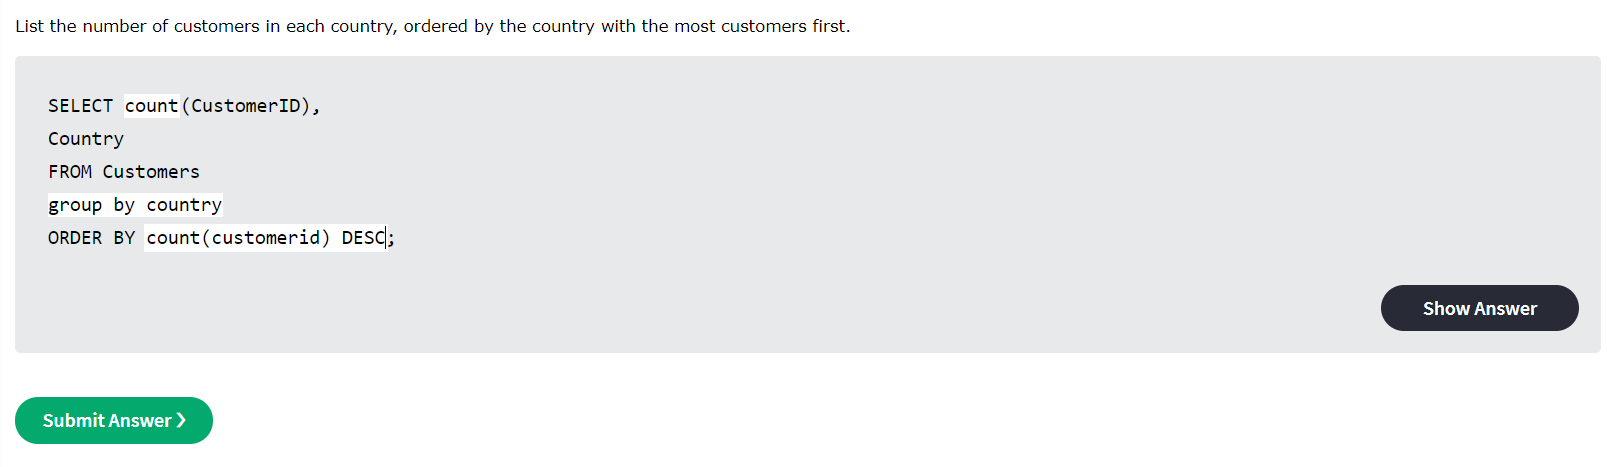 List the number of customers in each country, ordered by the country with the most customers first.
SELECT count(CustomerID),
Country
FROM Customers
group by country
ORDER BY count(customerid) DESC;
Show Answer
Submit Answer ❯